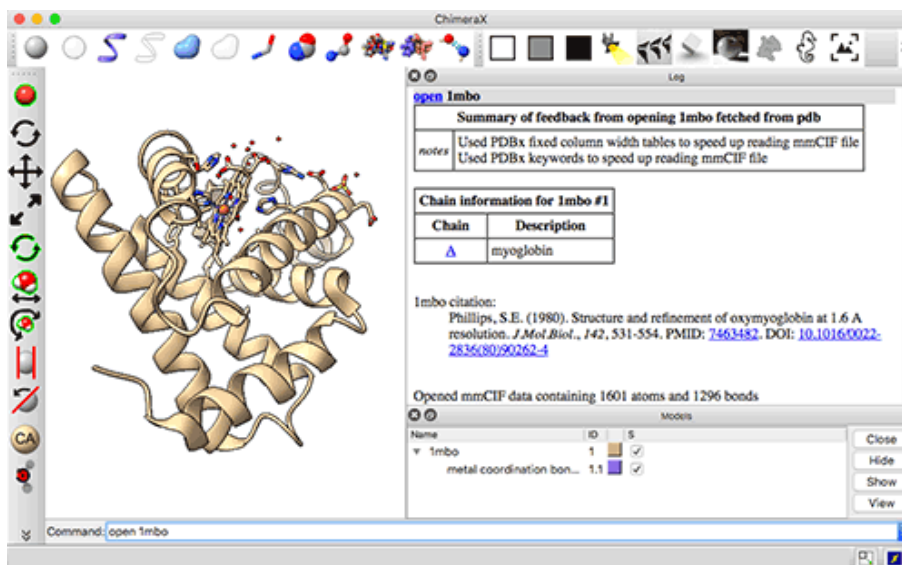 ChimeraX
Log
open 1mbo
Summary of feedback from opening 1mbo fetched from pdb
notes
Used PDBx fixed column width tables to speed up reading mmCIF file
Used PDBx keywords to speed up reading mmCIF file
Chain information for 1mbo #1
Chain Description
A myoglobin
1mbo citation:
Phillips, S.E. (1980). Structure and refinement of oxymyoglobin at 1.6 A
resolution. J.Mol.Biol., 142, 531-554. PMID: 7463482. DOI: 10.1016/0022-
2836(80)90262-4
Opened mmCIF data containing 1601 atoms and 1296 bonds
Models
Name ID S
1mbo 1
metal coordination bon... 1.1
Close
Hide
Show
View
CA
Command: open 1mbo